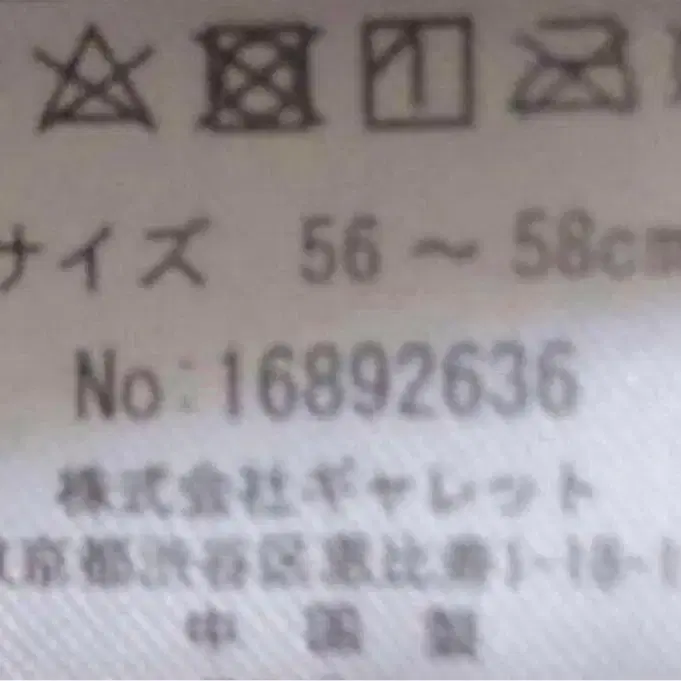 サイズ 56～58cm
No:16892636
株式会社ギャレット
東京都渋谷区恵比寿1-18-1
中国製